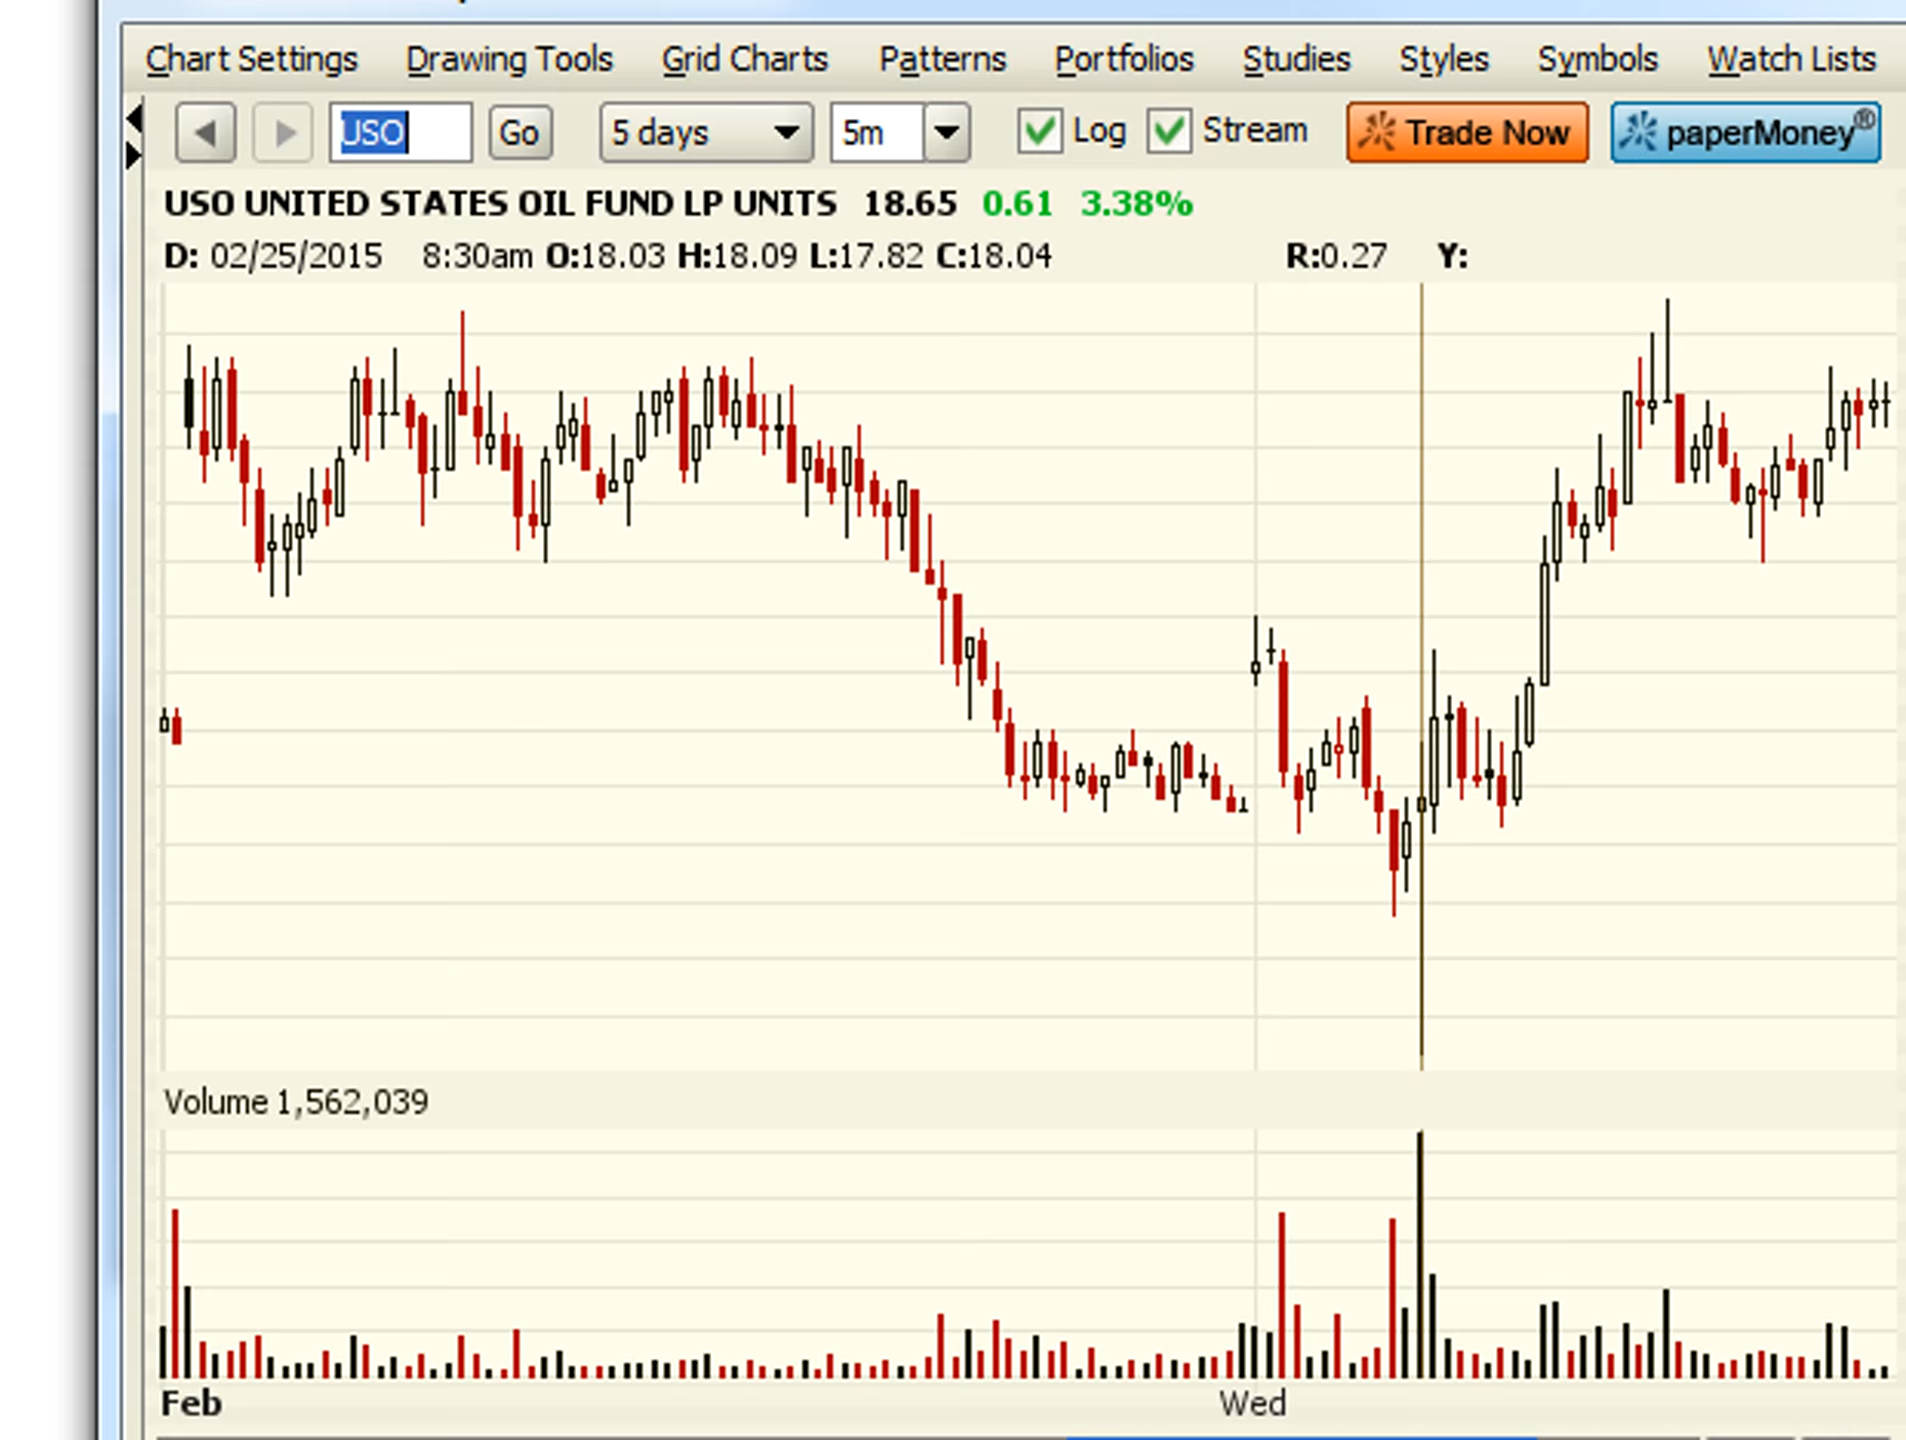 Chart Settings Drawing Tools Grid Charts Patterns Portfolios Studies Styles Symbols Watch Lists
USO Go 5 days 5m Log Stream Trade Now paperMoney®
USO UNITED STATES OIL FUND LP UNITS 18.65 0.61 3.38%
D: 02/25/2015 8:30am O:18.03 H:18.09 L:17.82 C:18.04 R:0.27 Y:
Volume 1,562,039
Feb Wed